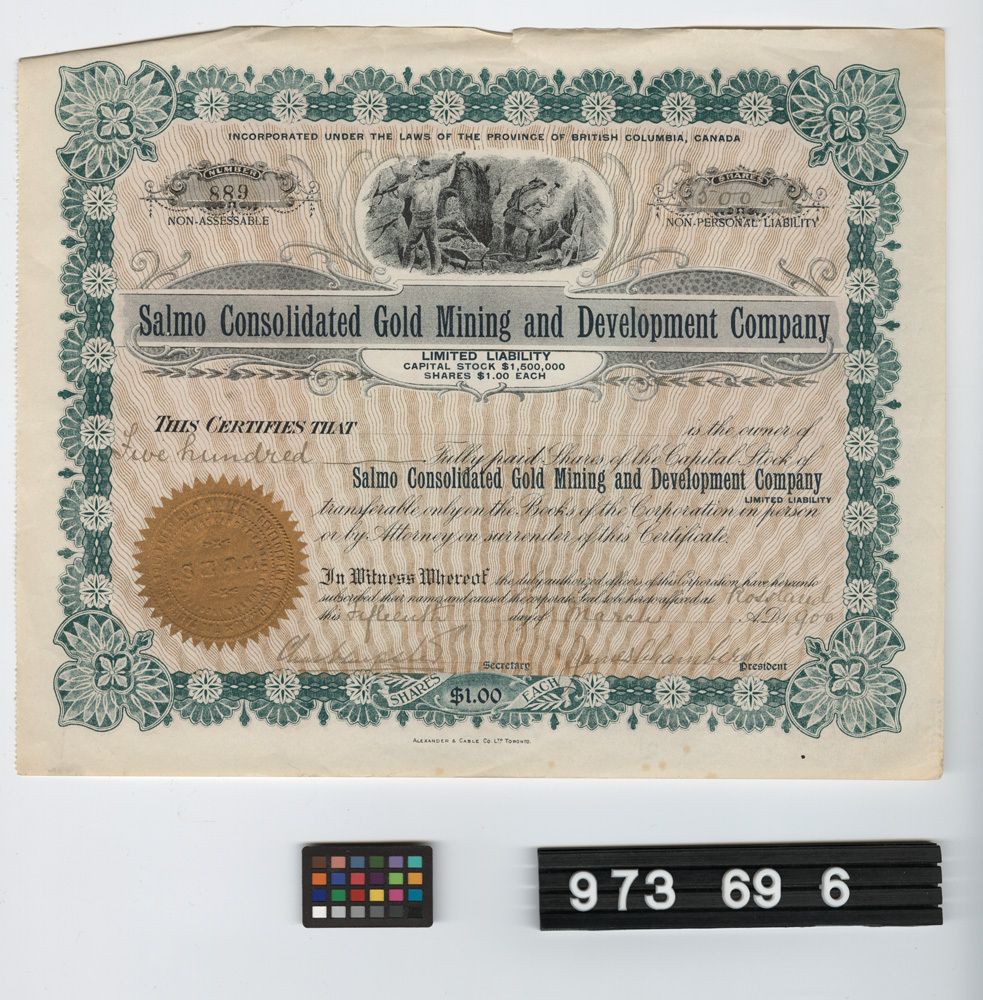 INCORPORATED UNDER THE LAWS OF THE PROVINCE OF BRITISH COLUMBIA, CANADA
NUMBER
889
NON-ASSESSABLE
SHARES
500
NON-PERSONAL LIABILITY
Salmo Consolidated Gold Mining and Development Company
LIMITED LIABILITY
CAPITAL STOCK $1,500,000
SHARES $1.00 EACH
THIS CERTIFIES THAT is the owner of
Five hundred Fully paid Shares of the Capital Stock of
Salmo Consolidated Gold Mining and Development Company
LIMITED LIABILITY
transferable only on the Books of the Corporation in person
or by Attorney on surrender of this Certificate.
In Witness Whereof the duly authorized officers of this Corporation have hereunto
subscribed their names and caused the corporate Seal to be hereto affixed at Rossland
this fifteenth day of March A.D. 1900
Secretary President
SHARES $1.00 EACH
ALEXANDER & CABLE CO. LTD TORONTO.
973 69 6